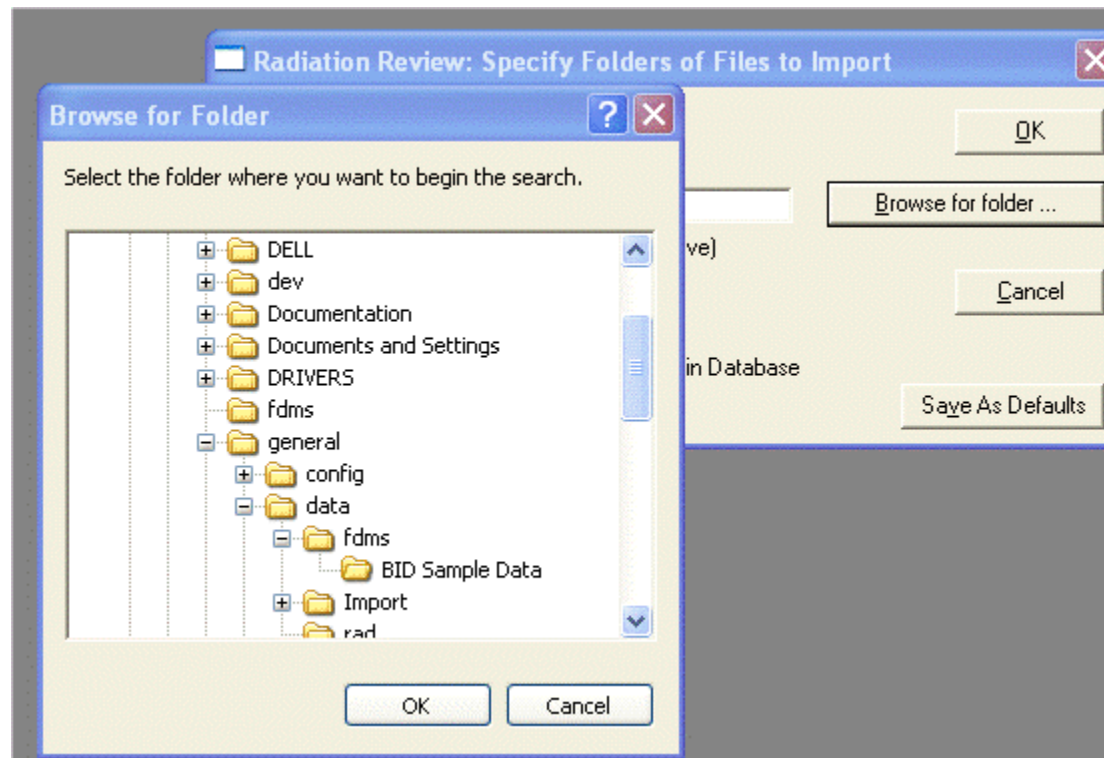 Radiation Review: Specify Folders of Files to Import
Browse for Folder
Select the folder where you want to begin the search.
DELL
dev
Documentation
Documents and Settings
DRIVERS
fdms
general
config
data
fdms
BID Sample Data
Import
rad
OK
Cancel
OK
Browse for folder ...
ve)
Cancel
in Database
Save As Defaults